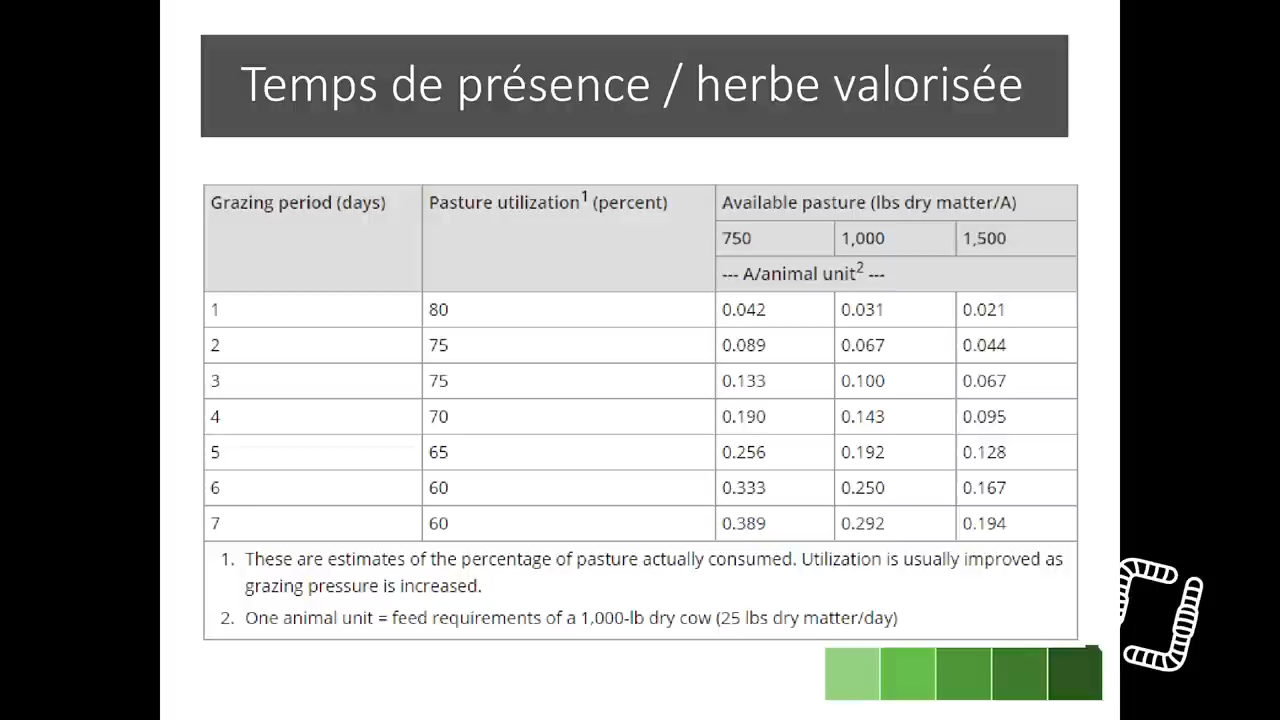 Temps de présence / herbe valorisée
Grazing period (days) Pasture utilization1 (percent) Available pasture (lbs dry matter/A)
750 1,000 1,500
--- A/animal unit2 ---
1 80 0.042 0.031 0.021
2 75 0.089 0.067 0.044
3 75 0.133 0.100 0.067
4 70 0.190 0.143 0.095
5 65 0.256 0.192 0.128
6 60 0.333 0.250 0.167
7 60 0.389 0.292 0.194
1. These are estimates of the percentage of pasture actually consumed. Utilization is usually improved as
grazing pressure is increased.
2. One animal unit = feed requirements of a 1,000-lb dry cow (25 lbs dry matter/day)